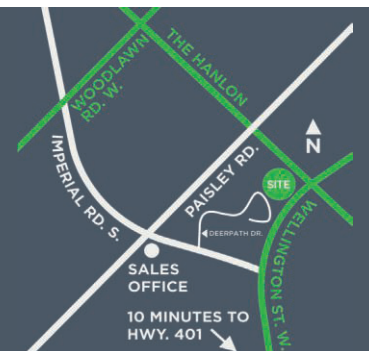 WOODLAWN
RD. W.
THE HANLON
IMPERIAL RD. S.
PAISLEY RD.
N
SITE
DEERPATH DR.
WELLINGTON ST. W.
SALES
OFFICE
10 MINUTES TO
HWY. 401